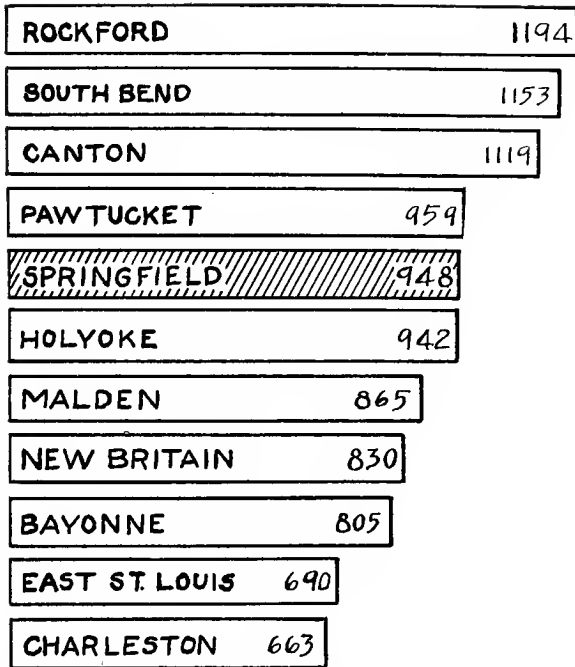 ROCKFORD 1194
SOUTH BEND 1153
CANTON 1119
PAWTUCKET 959
SPRINGFIELD 948
HOLYOKE 942
MALDEN 865
NEW BRITAIN 830
BAYONNE 805
EAST ST. LOUIS 690
CHARLESTON 663